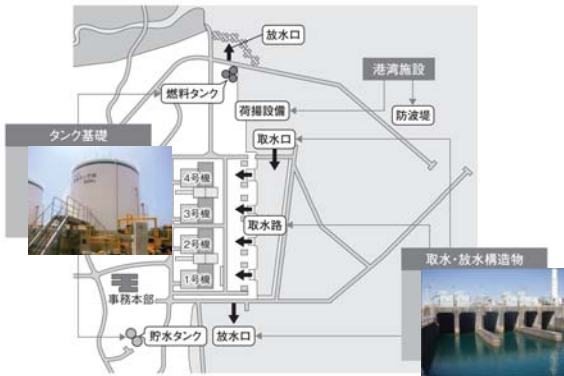 放水口
港湾施設
燃料タンク
荷揚設備
防波堤
タンク基礎
取水口
4号機
3号機
取水路
2号機
取水・放水構造物
1号機
事務本部
貯水タンク
放水口